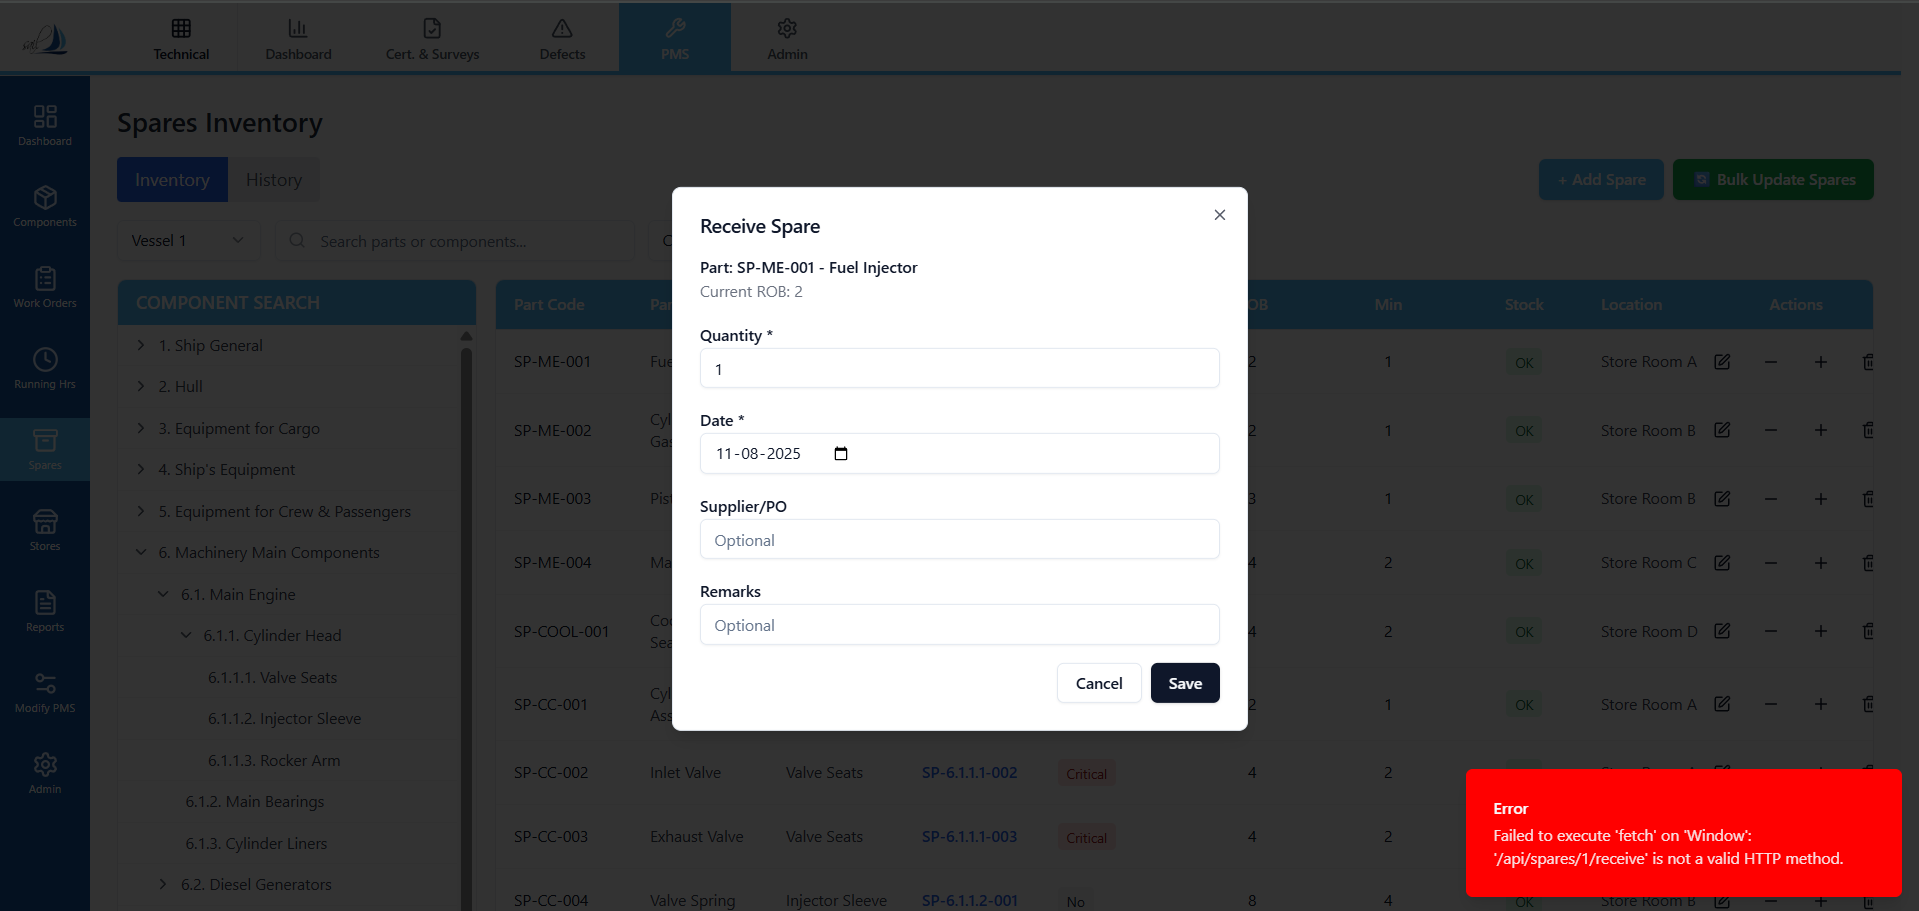 Technical
Dashboard
Cert. & Surveys
Defects
PMS
Admin
Dashboard
Components
Work Orders
Running Hrs
Spares
Stores
Reports
Modify PMS
Admin
Spares Inventory
Inventory
History
+ Add Spare
Bulk Update Spares
Vessel 1
Search parts or components...
C
COMPONENT SEARCH
1. Ship General
2. Hull
3. Equipment for Cargo
4. Ship's Equipment
5. Equipment for Crew & Passengers
6. Machinery Main Components
6.1. Main Engine
6.1.1. Cylinder Head
6.1.1.1. Valve Seats
6.1.1.2. Injector Sleeve
6.1.1.3. Rocker Arm
6.1.2. Main Bearings
6.1.3. Cylinder Liners
6.2. Diesel Generators
Part Code Par OB Min Stock Location Actions
SP-ME-001 Fue 2 1 OK Store Room A
SP-ME-002 Cyl Gas 2 1 OK Store Room B
SP-ME-003 Pist 3 1 OK Store Room B
SP-ME-004 Ma 4 2 OK Store Room C
SP-COOL-001 Coo Sea 4 2 OK Store Room D
SP-CC-001 Cyl Ass 2 1 OK Store Room A
SP-CC-002 Inlet Valve Valve Seats SP-6.1.1.1-002 Critical 4 2
SP-CC-003 Exhaust Valve Valve Seats SP-6.1.1.1-003 Critical 4 2
SP-CC-004 Valve Spring Injector Sleeve SP-6.1.1.2-001 No 8 4 OK Store Room B
Receive Spare
Part: SP-ME-001 - Fuel Injector
Current ROB: 2
Quantity *
1
Date *
11-08-2025
Supplier/PO
Optional
Remarks
Optional
Cancel
Save
Error
Failed to execute 'fetch' on 'Window':
'/api/spares/1/receive' is not a valid HTTP method.